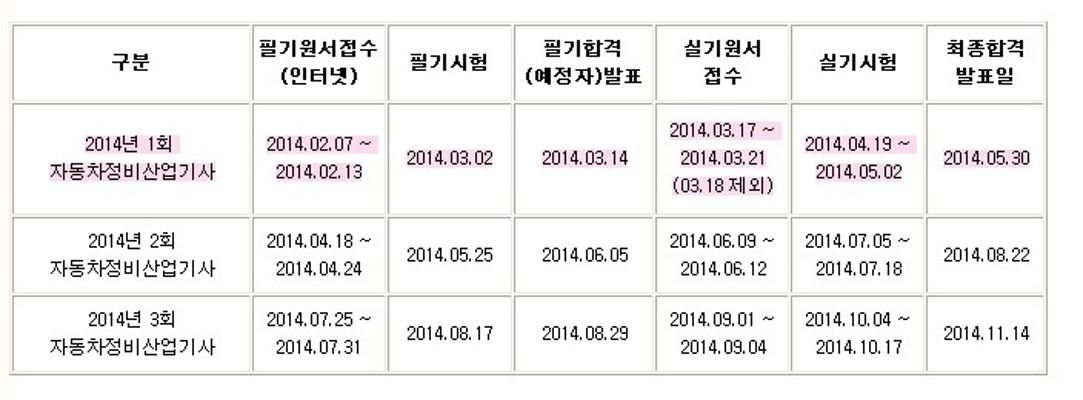 구분
필기원서접수
(인터넷)
필기시험
필기합격
(예정자)발표
실기원서
접수
실기시험
최종합격
발표일
2014년 1회
자동차정비산업기사
2014.02.07 ~
2014.02.13
2014.03.02
2014.03.14
2014.03.17 ~
2014.03.21
(03.18 제외)
2014.04.19 ~
2014.05.02
2014.05.30
2014년 2회
자동차정비산업기사
2014.04.18 ~
2014.04.24
2014.05.25
2014.06.05
2014.06.09 ~
2014.06.12
2014.07.05 ~
2014.07.18
2014.08.22
2014년 3회
자동차정비산업기사
2014.07.25 ~
2014.07.31
2014.08.17
2014.08.29
2014.09.01 ~
2014.09.04
2014.10.04 ~
2014.10.17
2014.11.14